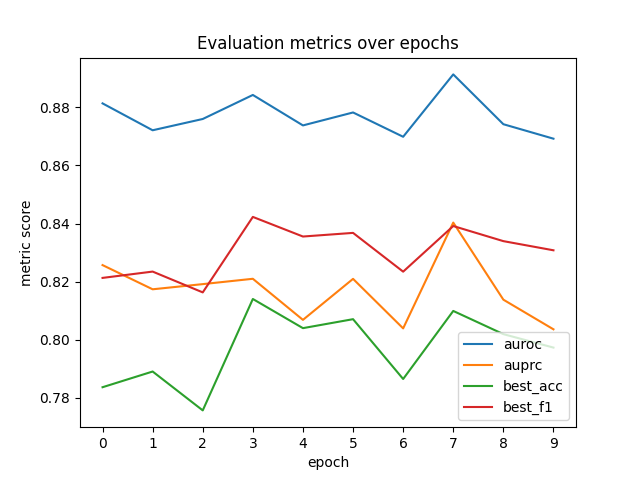 Evaluation metrics over epochs
metric score
0.88
0.86
0.84
0.82
0.80
0.78
auroc
auprc
best_acc
best_f1
0 1 2 3 4 5 6 7 8 9
epoch